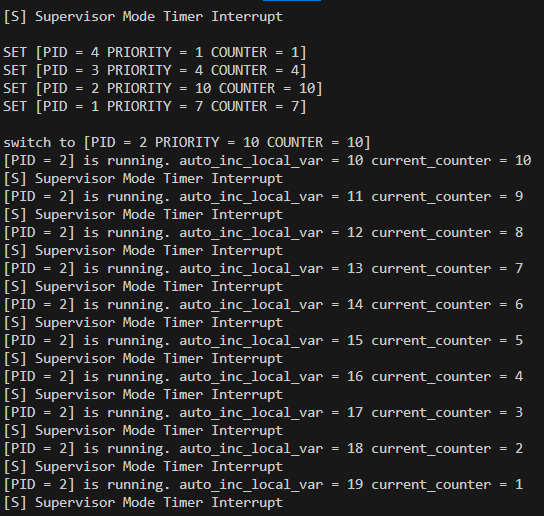 [S] Supervisor Mode Timer Interrupt
SET [PID = 4 PRIORITY = 1 COUNTER = 1]
SET [PID = 3 PRIORITY = 4 COUNTER = 4]
SET [PID = 2 PRIORITY = 10 COUNTER = 10]
SET [PID = 1 PRIORITY = 7 COUNTER = 7]
switch to [PID = 2 PRIORITY = 10 COUNTER = 10]
[PID = 2] is running. auto_inc_local_var = 10 current_counter = 10
[S] Supervisor Mode Timer Interrupt
[PID = 2] is running. auto_inc_local_var = 11 current_counter = 9
[S] Supervisor Mode Timer Interrupt
[PID = 2] is running. auto_inc_local_var = 12 current_counter = 8
[S] Supervisor Mode Timer Interrupt
[PID = 2] is running. auto_inc_local_var = 13 current_counter = 7
[S] Supervisor Mode Timer Interrupt
[PID = 2] is running. auto_inc_local_var = 14 current_counter = 6
[S] Supervisor Mode Timer Interrupt
[PID = 2] is running. auto_inc_local_var = 15 current_counter = 5
[S] Supervisor Mode Timer Interrupt
[PID = 2] is running. auto_inc_local_var = 16 current_counter = 4
[S] Supervisor Mode Timer Interrupt
[PID = 2] is running. auto_inc_local_var = 17 current_counter = 3
[S] Supervisor Mode Timer Interrupt
[PID = 2] is running. auto_inc_local_var = 18 current_counter = 2
[S] Supervisor Mode Timer Interrupt
[PID = 2] is running. auto_inc_local_var = 19 current_counter = 1
[S] Supervisor Mode Timer Interrupt